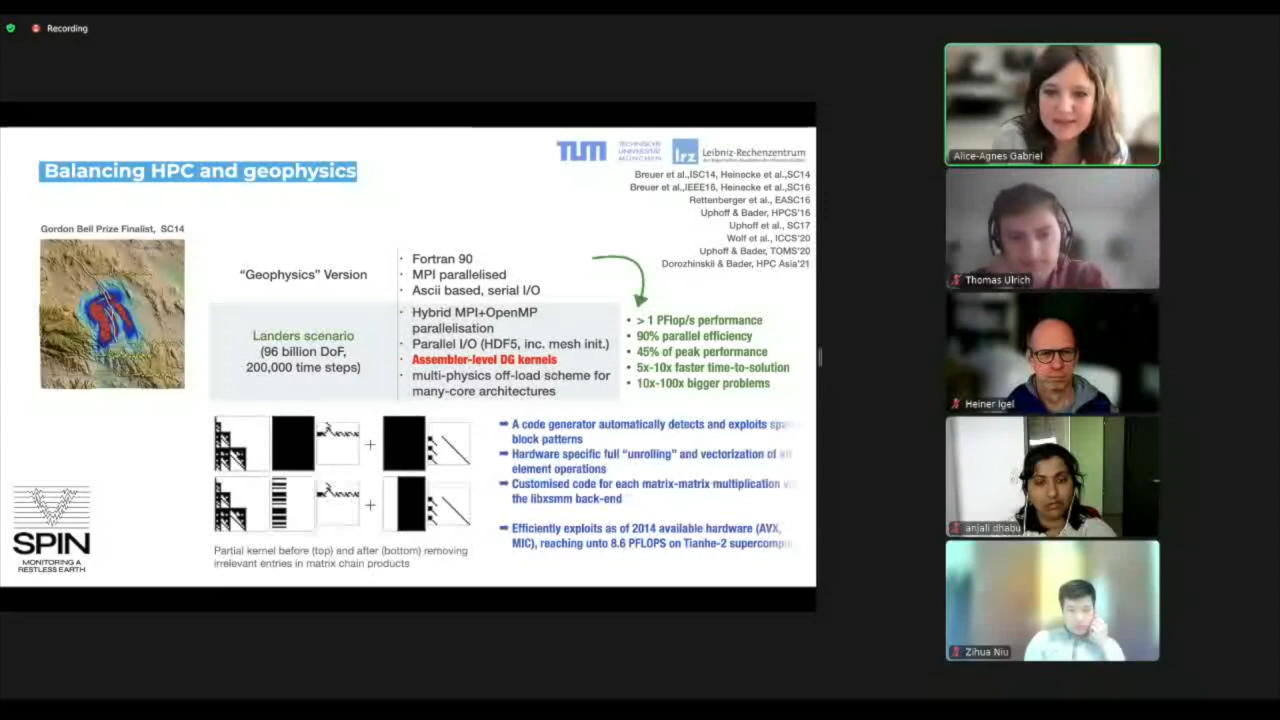 Recording
Balancing HPC and geophysics
TUM
TECHNISCHE
UNIVERSITÄT
MÜNCHEN
lrz
Leibniz-Rechenzentrum
Breuer et al.,ISC14, Heinecke et al.,SC14
Breuer et al.,IEEE16, Heinecke et al.,SC16
Rettenberger et al., EASC16
Uphoff & Bader, HPCS'16
Uphoff et al., SC17
Wolf et al., ICCS'20
Uphoff & Bader, TOMS'20
Dorozhinskii & Bader, HPC Asia'21
Gordon Bell Prize Finalist, SC14
"Geophysics" Version
· Fortran 90
· MPI parallelised
· Ascii based, serial I/O
Landers scenario
(96 billion DoF,
200,000 time steps)
· Hybrid MPI+OpenMP
parallelisation
· Parallel I/O (HDF5, inc. mesh init.)
· Assembler-level DG kernels
· multi-physics off-load scheme for
many-core architectures
• > 1 PFlop/s performance
• 90% parallel efficiency
• 45% of peak performance
• 5x-10x faster time-to-solution
• 10x-100x bigger problems
+
+
Partial kernel before (top) and after (bottom) removing
irrelevant entries in matrix chain products
➡ A code generator automatically detects and exploits
block patterns
➡ Hardware specific full "unrolling" and vectorization of
element operations
➡ Customised code for each matrix-matrix multiplication
the libxsmm back-end
➡ Efficiently exploits as of 2014 available hardware (AVX,
MIC), reaching unto 8.6 PFLOPS on Tianhe-2
SPIN
MONITORING A
RESTLESS EARTH
Alice-Agnes Gabriel
Thomas Ulrich
Heiner Igel
anjali dhabu
Zihua Niu